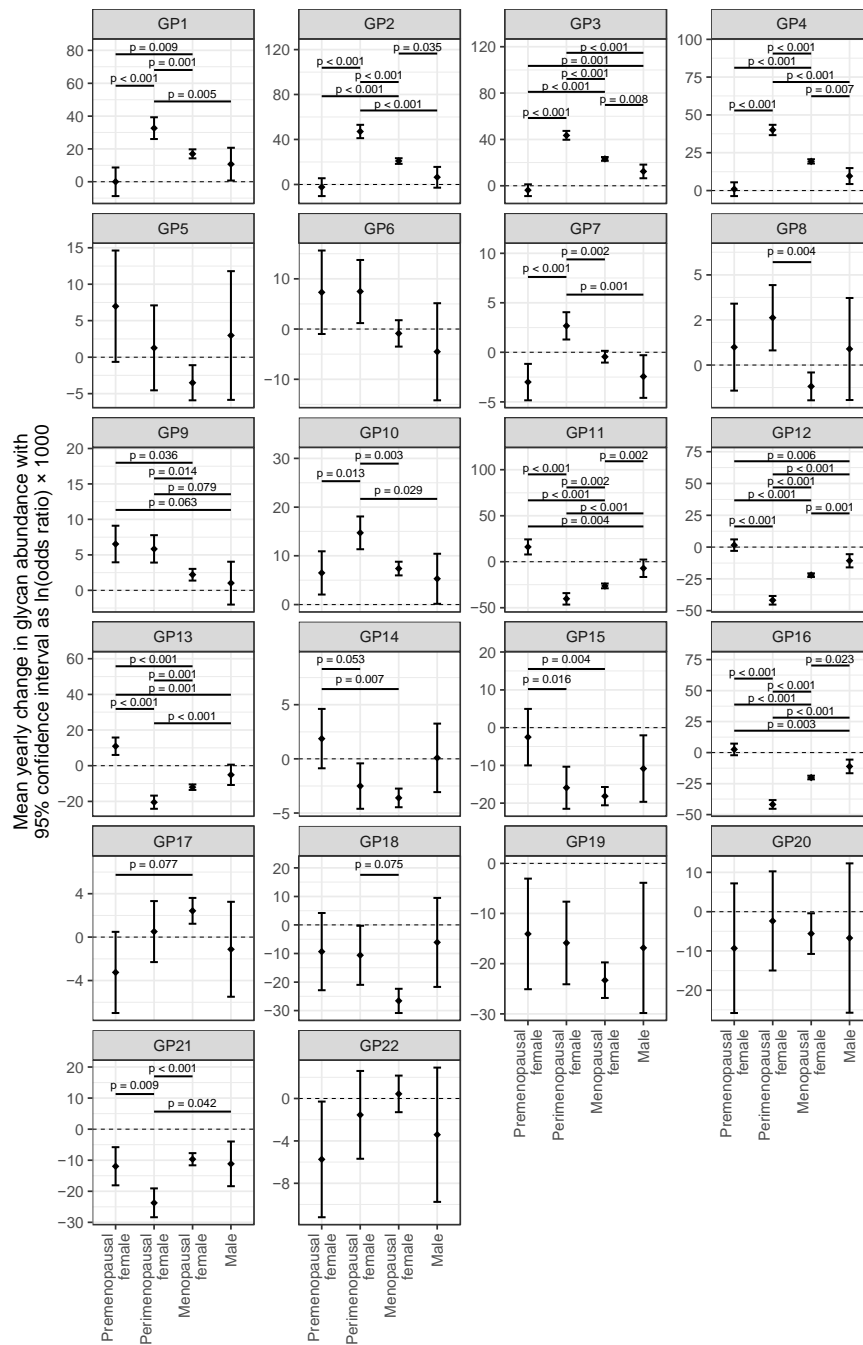 Mean yearly change in glycan abundance with
95% confidence interval as ln(odds ratio) × 1000
GP1
80
60
40
20
0
p = 0.009
p = 0.001
p < 0.001
p = 0.005
GP2
120
80
40
0
p = 0.035
p < 0.001
p < 0.001
p < 0.001
p < 0.001
GP3
120
80
40
0
p < 0.001
p = 0.001
p < 0.001
p < 0.001
p = 0.008
p < 0.001
GP4
100
75
50
25
0
p < 0.001
p < 0.001
p < 0.001
p = 0.007
p < 0.001
GP5
15
10
5
0
−5
GP6
10
0
−10
GP7
10
5
0
−5
p = 0.002
p < 0.001
p = 0.001
GP8
5
2
0
p = 0.004
GP9
20
15
10
5
0
p = 0.036
p = 0.014
p = 0.079
p = 0.063
GP10
30
20
10
0
p = 0.003
p = 0.013
p = 0.029
GP11
100
50
0
−50
p = 0.002
p < 0.001
p = 0.002
p < 0.001
p < 0.001
p = 0.004
GP12
75
50
25
0
−25
−50
p = 0.006
p < 0.001
p < 0.001
p < 0.001
p = 0.001
p < 0.001
GP13
60
40
20
0
−20
p < 0.001
p = 0.001
p = 0.001
p < 0.001
p < 0.001
GP14
5
0
−5
p = 0.053
p = 0.007
GP15
20
10
0
−10
−20
p = 0.004
p = 0.016
GP16
75
50
25
0
−25
−50
p = 0.023
p < 0.001
p < 0.001
p < 0.001
p < 0.001
p = 0.003
GP17
4
0
−4
p = 0.077
GP18
20
10
0
−10
−20
−30
p = 0.075
GP19
0
−10
−20
−30
GP20
10
0
−10
−20
GP21
20
10
0
−10
−20
−30
p < 0.001
p = 0.009
p = 0.042
GP22
0
−4
−8
Premenopausal
female
Perimenopausal
female
Menopausal
female
Male
Premenopausal
female
Perimenopausal
female
Menopausal
female
Male
Premenopausal
female
Perimenopausal
female
Menopausal
female
Male
Premenopausal
female
Perimenopausal
female
Menopausal
female
Male